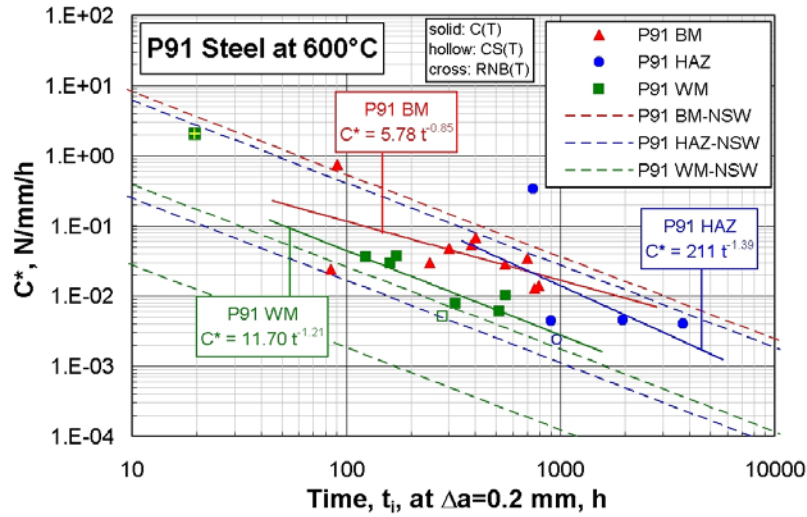 1.E+02
1.E+01
1.E+00
1.E-01
1.E-02
1.E-03
1.E-04
C*, N/mm/h
P91 Steel at 600°C
solid: C(T)
hollow: CS(T)
cross: RNB(T)
P91 BM
P91 HAZ
P91 WM
P91 BM-NSW
P91 HAZ-NSW
P91 WM-NSW
P91 BM
C* = 5.78 t^-0.85
P91 HAZ
C* = 211 t^-1.39
P91 WM
C* = 11.70 t^-1.21
10
100
1000
10000
Time, tᵢ, at Δa=0.2 mm, h